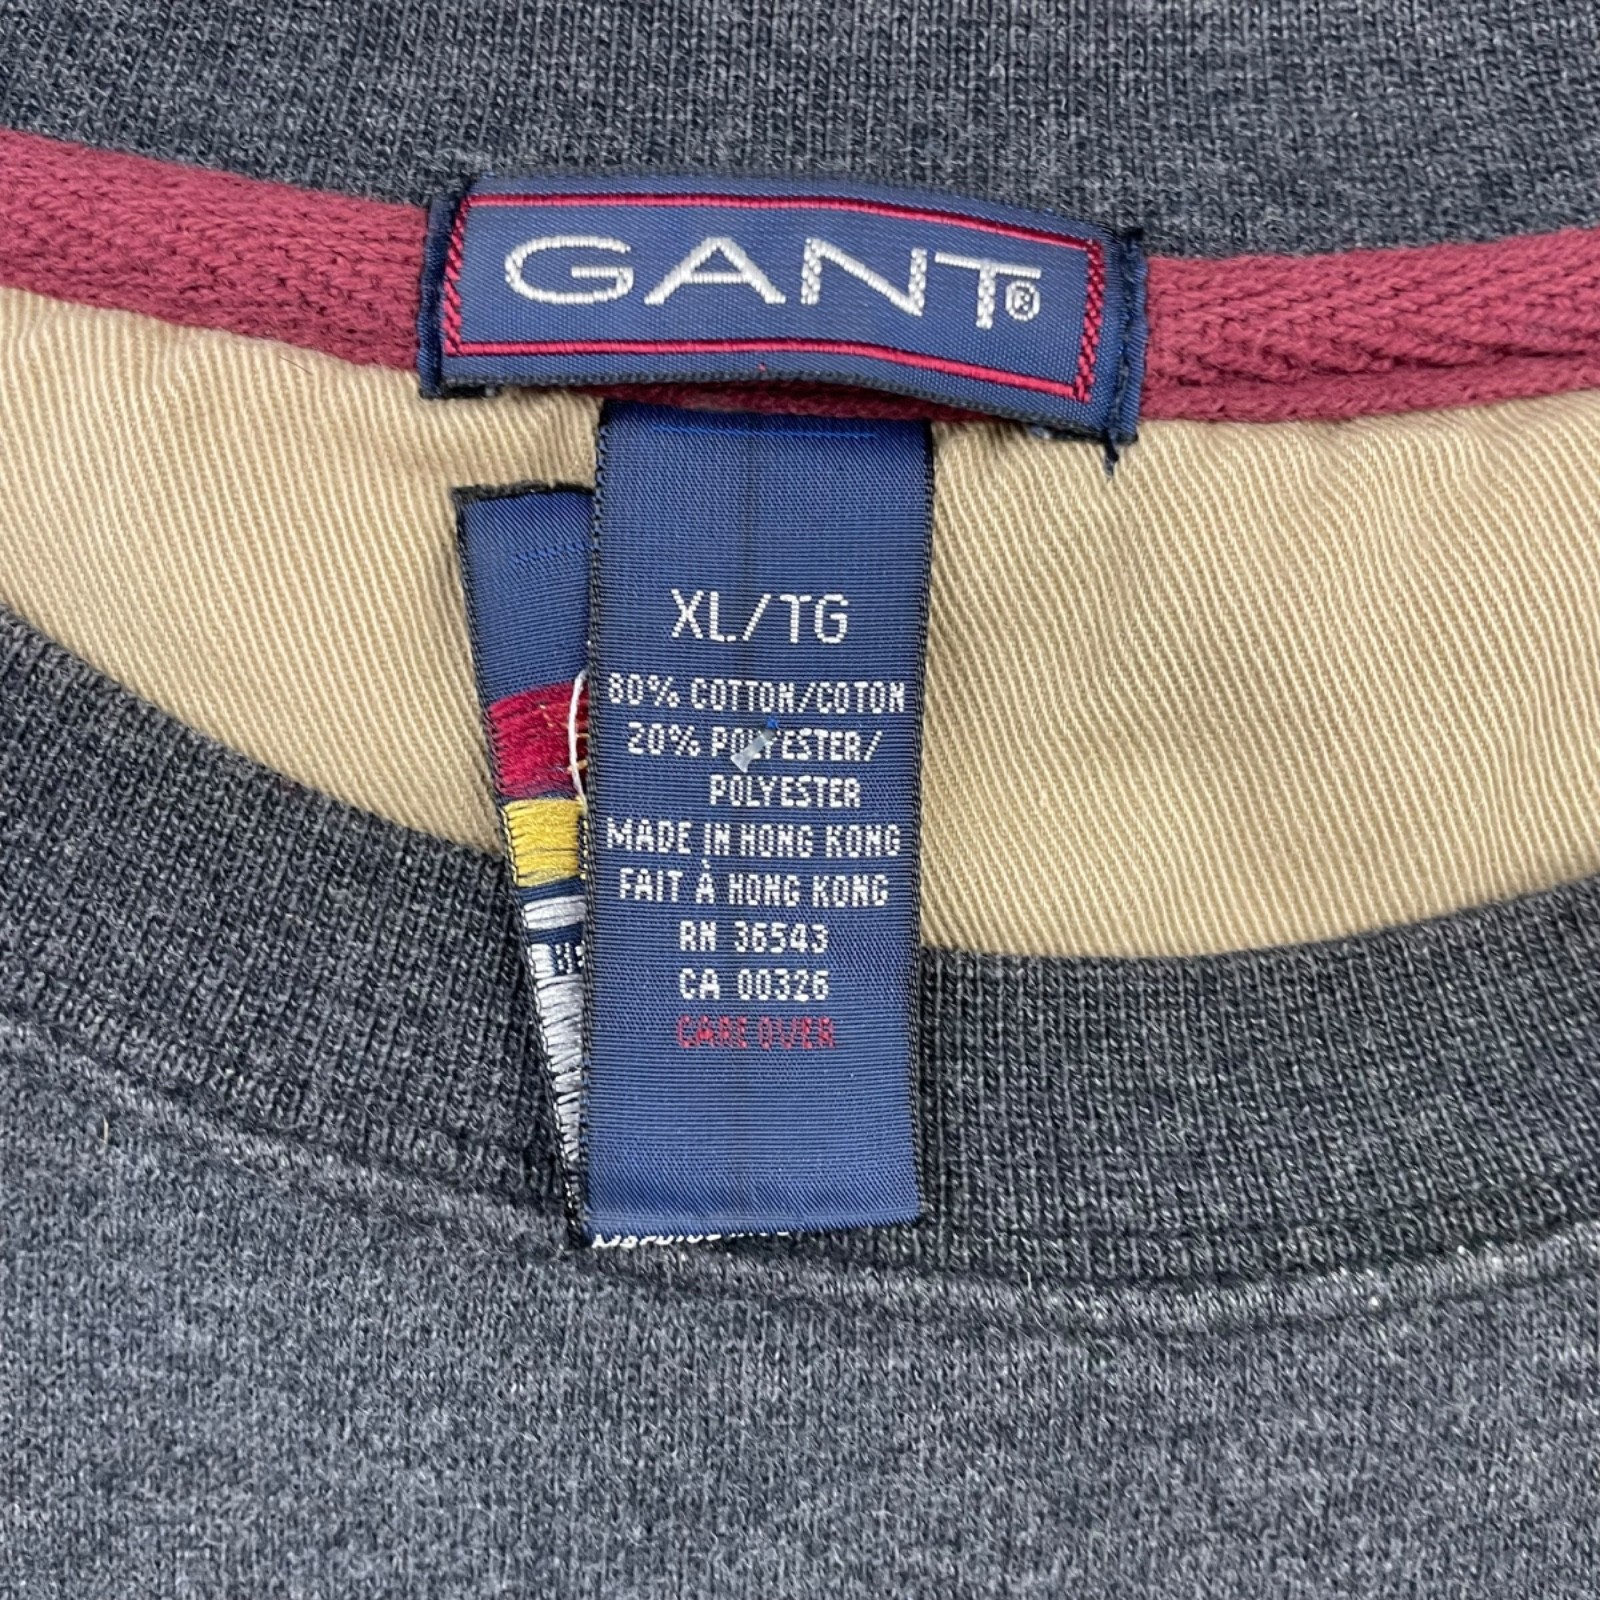 GANT®
XL/TG
80% COTTON/COTON
20% POLYESTER/
POLYESTER
MADE IN HONG KONG
FAIT À HONG KONG
RN 36543
CA 00326
CARE OVER